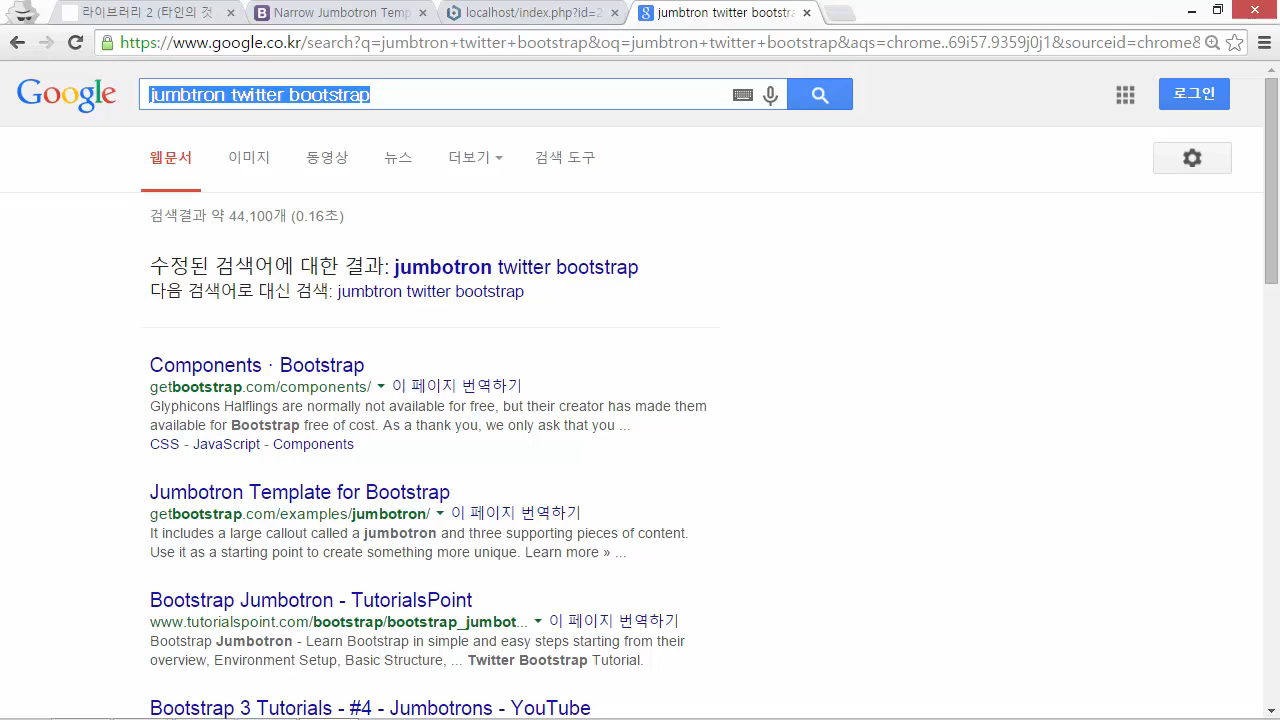 라이브러리 2 (타인의 것
Narrow Jumbotron Temp
localhost/index.php?id=2
jumbtron twitter bootstra
https://www.google.co.kr/search?q=jumbtron+twitter+bootstrap&oq=jumbtron+twitter+bootstrap&aqs=chrome..69i57.9359j0j1&sourceid=chrome&
Google
jumbtron twitter bootstrap
로그인
웹문서 이미지 동영상 뉴스 더보기 검색 도구
검색결과 약 44,100개 (0.16초)
수정된 검색어에 대한 결과: jumbotron twitter bootstrap
다음 검색어로 대신 검색: jumbtron twitter bootstrap
Components · Bootstrap
getbootstrap.com/components/ 이 페이지 번역하기
Glyphicons Halflings are normally not available for free, but their creator has made them
available for Bootstrap free of cost. As a thank you, we only ask that you ...
CSS - JavaScript - Components
Jumbotron Template for Bootstrap
getbootstrap.com/examples/jumbotron/ 이 페이지 번역하기
It includes a large callout called a jumbotron and three supporting pieces of content.
Use it as a starting point to create something more unique. Learn more » ...
Bootstrap Jumbotron - TutorialsPoint
www.tutorialspoint.com/bootstrap/bootstrap_jumbot... 이 페이지 번역하기
Bootstrap Jumbotron - Learn Bootstrap in simple and easy steps starting from their
overview, Environment Setup, Basic Structure, ... Twitter Bootstrap Tutorial.
Bootstrap 3 Tutorials - #4 - Jumbotrons - YouTube